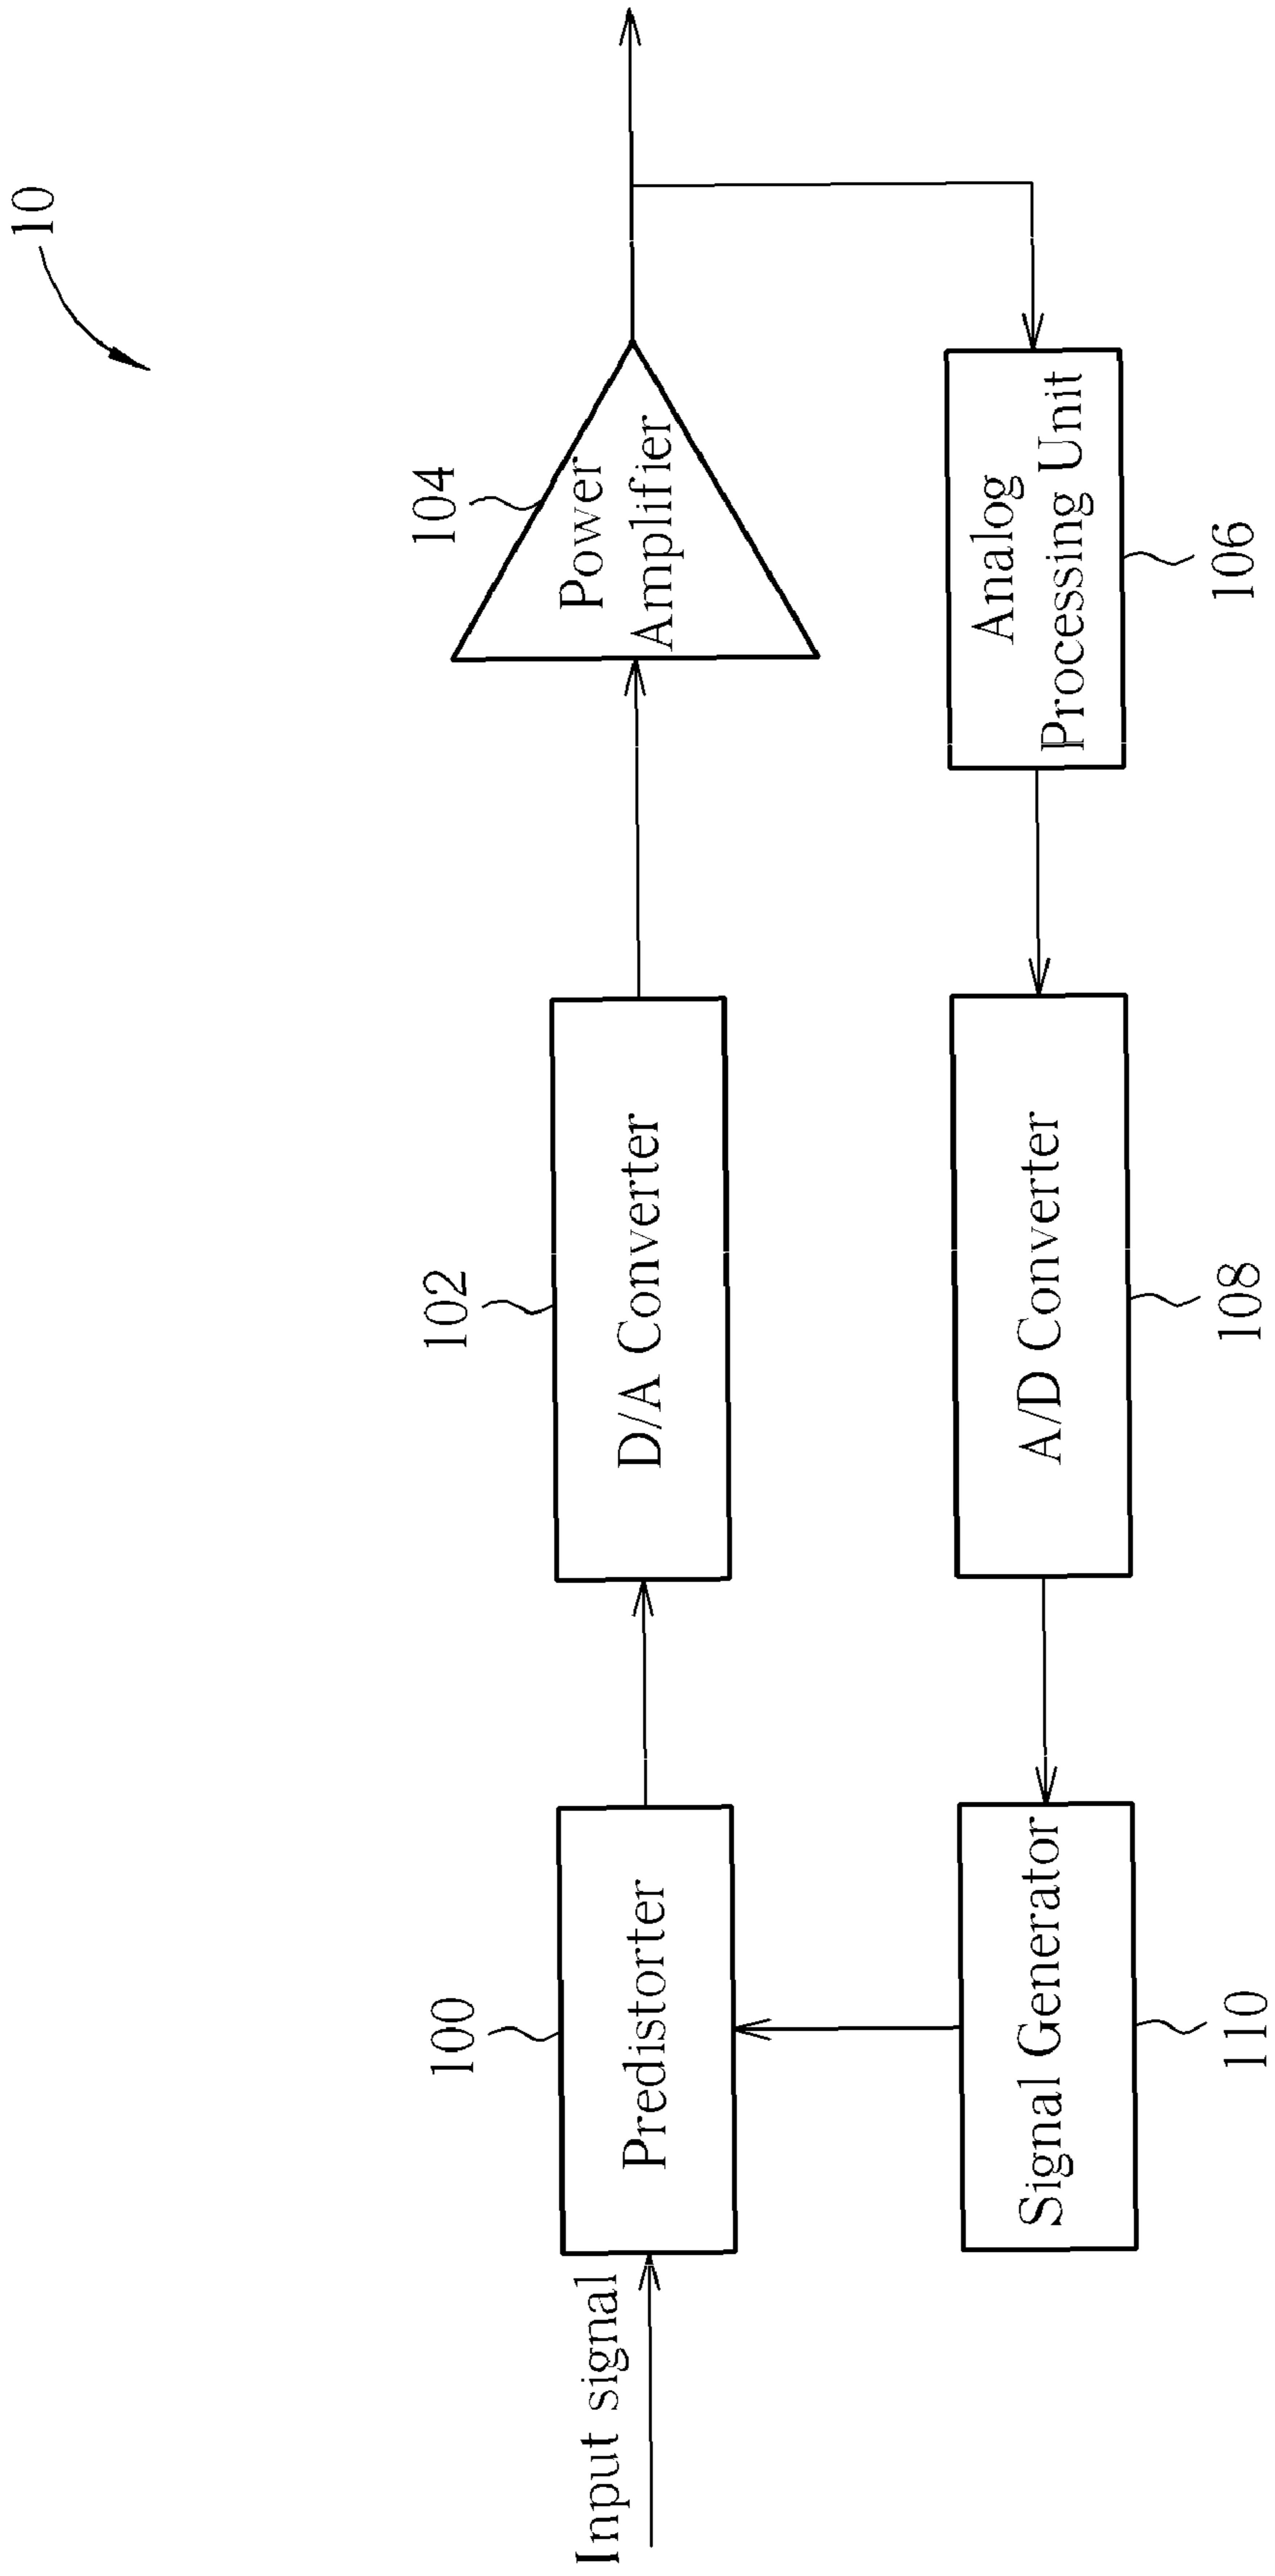 10
104
Power
Amplifier
102
D/A Converter
100
Predistorter
Input signal
Analog
Processing Unit
106
A/D Converter
108
Signal Generator
110